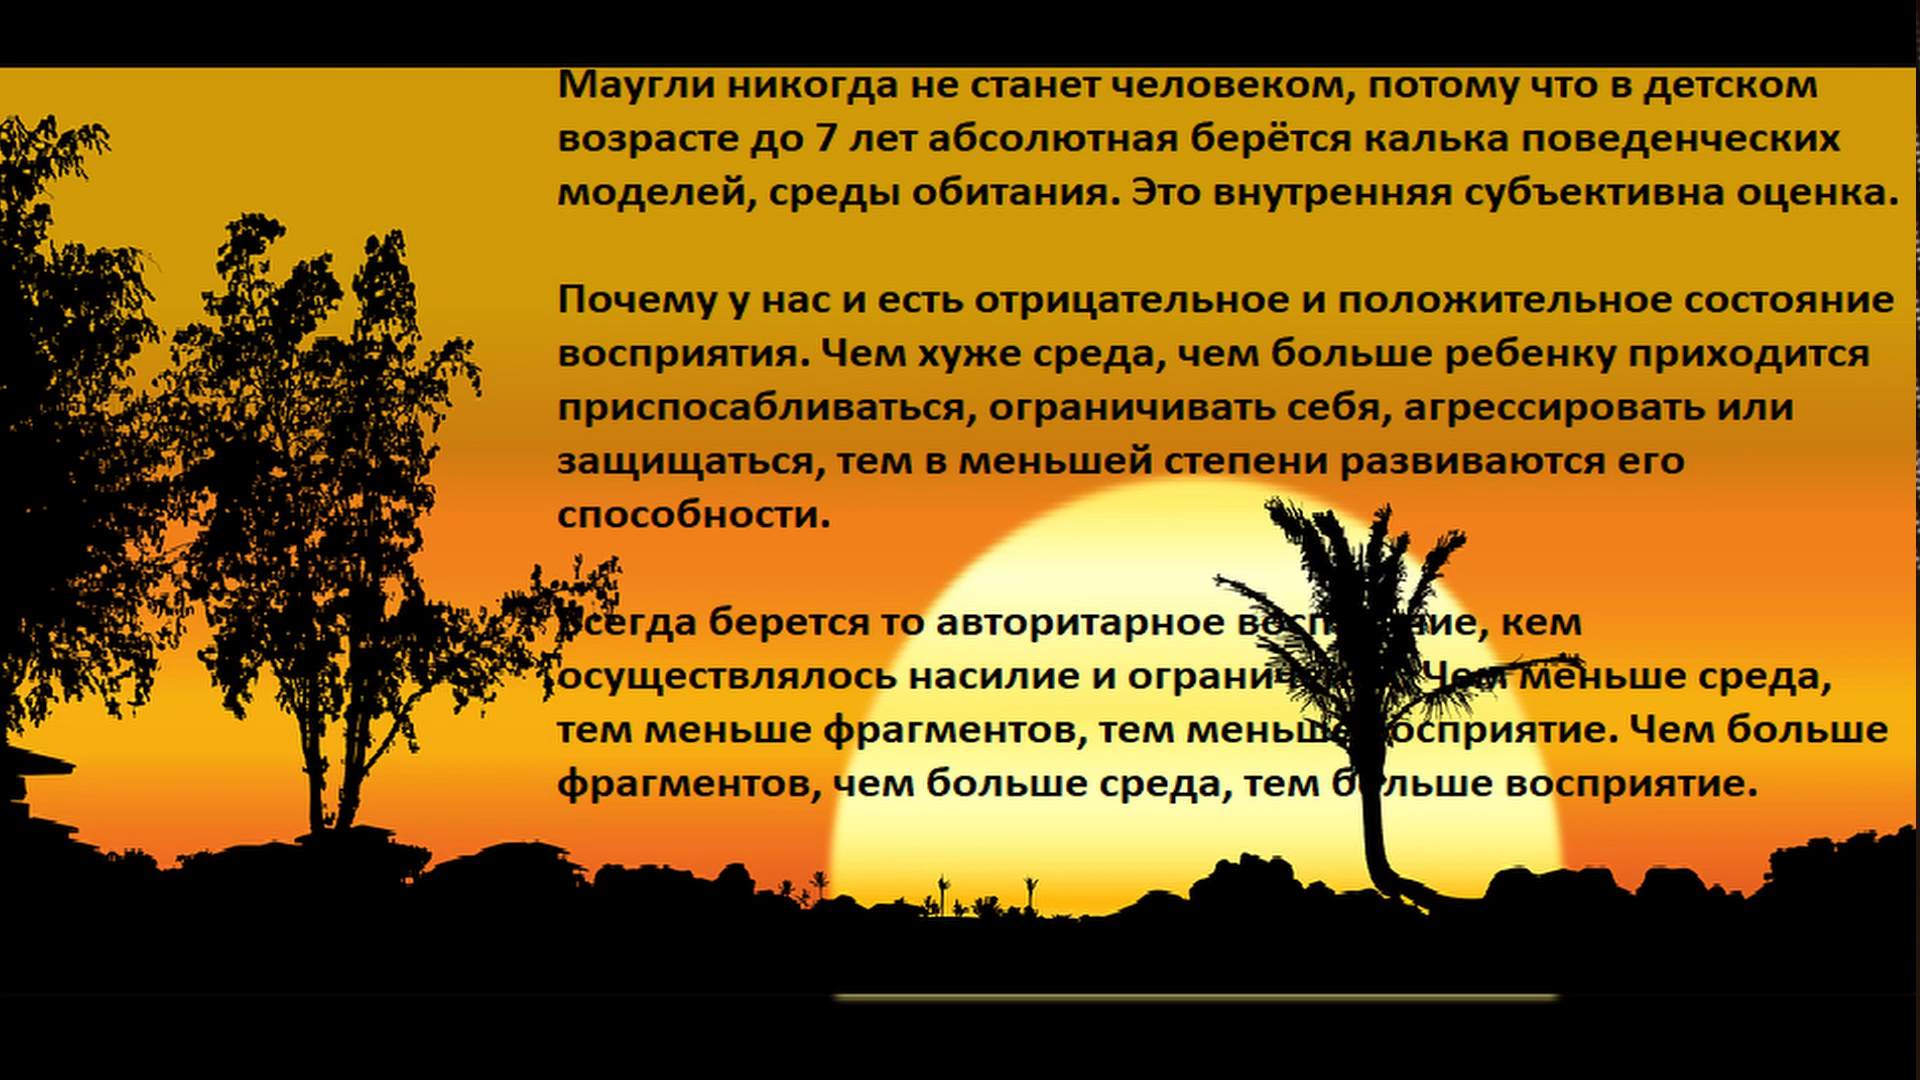 Маугли никогда не станет человеком, потому что в детском
возрасте до 7 лет абсолютная берётся калька поведенческих
моделей, среды обитания. Это внутренняя субъективна оценка.
Почему у нас и есть отрицательное и положительное состояние
восприятия. Чем хуже среда, чем больше ребенку приходится
приспосабливаться, ограничивать себя, агрессировать или
защищаться, тем в меньшей степени развиваются его
способности.
Всегда берется то авторитарное кем
осуществлялось насилие и Чем меньше среда,
тем меньше фрагментов, тем меньше восприятие. Чем больше
фрагментов, чем больше среда, тем больше восприятие.